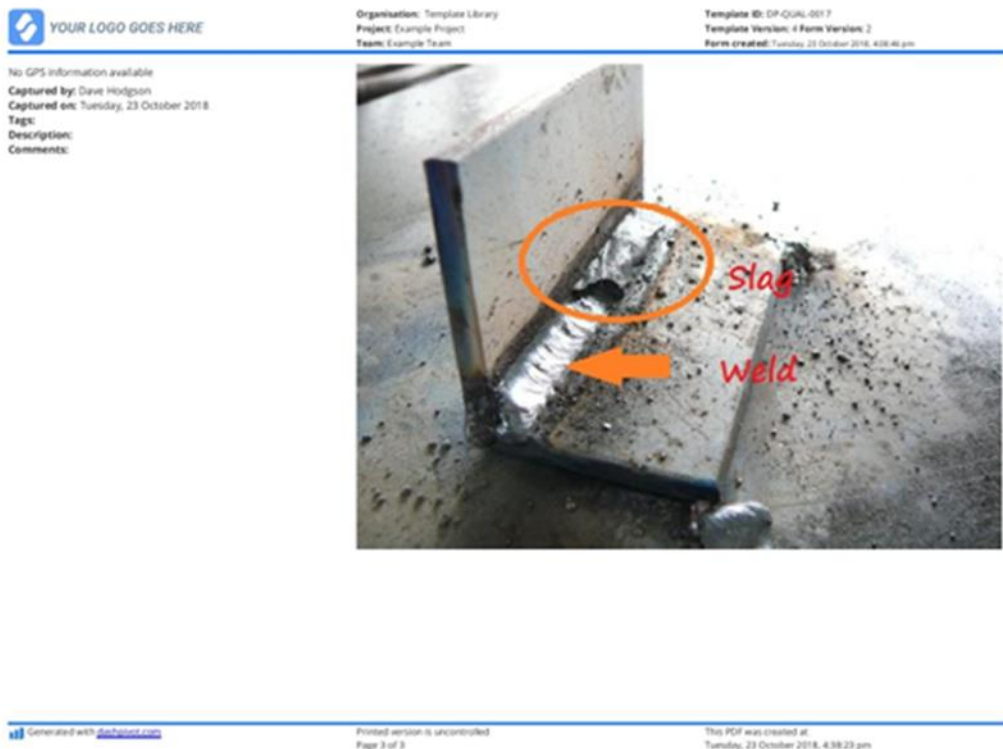 YOUR LOGO GOES HERE
Organisation: Template Library
Project: Example Project
Team: Example Team
Template ID: DP-QUAL-0017
Template Version: 4 Form Version: 2
Form created: Tuesday, 23 October 2018, 4:08:46 pm
No GPS information available
Captured by: Dave Hodgson
Captured on: Tuesday, 23 October 2018
Tags:
Description:
Comments:
Slag
Weld
Generated with dashpivot.com
Printed version is uncontrolled
Page 3 of 3
This PDF was created at
Tuesday, 23 October 2018, 4:38:23 pm